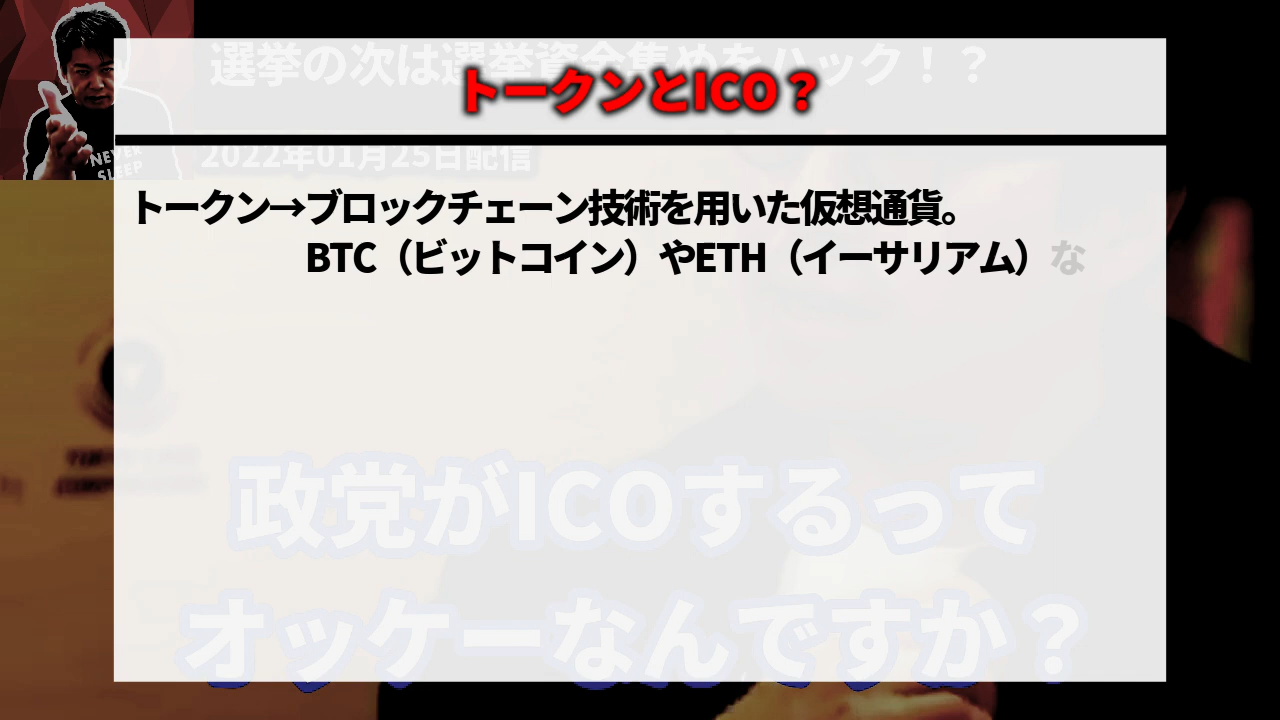 選挙の次は選挙資金集めをハック！？
トークンとICO？
2022年01月25日配信
NEVER
SLEEP
トークン→ブロックチェーン技術を用いた仮想通貨。
BTC（ビットコイン）やETH（イーサリアム）な
政党がICOするって
オッケーなんですか？